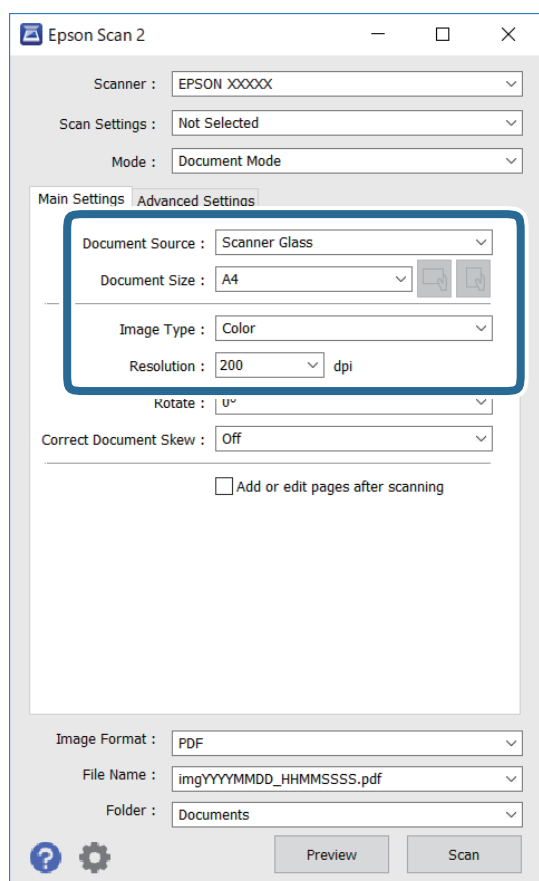 Epson Scan 2
Scanner : EPSON XXXXX
Scan Settings : Not Selected
Mode : Document Mode
Main Settings Advanced Settings
Document Source : Scanner Glass
Document Size : A4
Image Type : Color
Resolution : 200 dpi
Rotate : 0°
Correct Document Skew : Off
Add or edit pages after scanning
Image Format : PDF
File Name : imgYYYYMMDD_HHMMSSSS.pdf
Folder : Documents
? Preview Scan